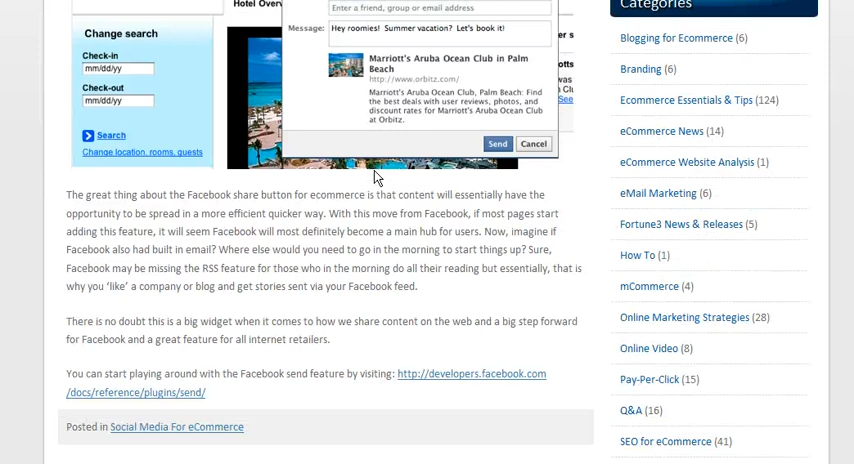 Hotel Overv
Change search
Check-in
mm/dd/yy
Check-out
mm/dd/yy
Search
Change location, rooms, guests
Enter a friend, group or email address
Message:
Hey roomies! Summer vacation? Let's book it!
Marriott's Aruba Ocean Club in Palm
Beach
http://www.orbitz.com/
Marriott's Aruba Ocean Club, Palm Beach: Find
the best deals with user reviews, photos, and
discount rates for Marriott's Aruba Ocean Club
at Orbitz.
Send
Cancel
See
The great thing about the Facebook share button for ecommerce is that content will essentially have the
opportunity to be spread in a more efficient quicker way. With this move from Facebook, if most pages start
adding this feature, it will seem Facebook will most definitely become a main hub for users. Now, imagine if
Facebook also had built in email? Where else would you need to go in the morning to start things up? Sure,
Facebook may be missing the RSS feature for those who in the morning do all their reading but essentially, that is
why you 'like' a company or blog and get stories sent via your Facebook feed.
There is no doubt this is a big widget when it comes to how we share content on the web and a big step forward
for Facebook and a great feature for all internet retailers.
You can start playing around with the Facebook send feature by visiting: http://developers.facebook.com
/docs/reference/plugins/send/
Posted in Social Media For eCommerce
Categories
Blogging for Ecommerce (6)
Branding (6)
Ecommerce Essentials & Tips (124)
eCommerce News (14)
eCommerce Website Analysis (1)
eMail Marketing (6)
Fortune3 News & Releases (5)
How To (1)
mCommerce (4)
Online Marketing Strategies (28)
Online Video (8)
Pay-Per-Click (15)
Q&A (16)
SEO for eCommerce (41)